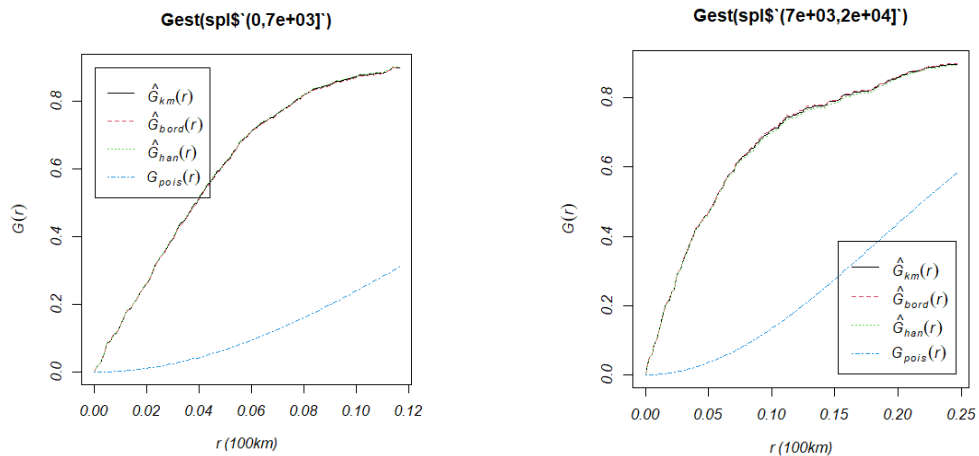 Gest(spl$`(0,7e+03]`)
G(r)
0.0 0.2 0.4 0.6 0.8
Ĝkm(r)
Ĝbord(r)
Ĝhan(r)
Gpois(r)
0.00 0.02 0.04 0.06 0.08 0.10 0.12
r (100km)
Gest(spl$`(7e+03,2e+04]`)
G(r)
0.0 0.2 0.4 0.6 0.8
Ĝkm(r)
Ĝbord(r)
Ĝhan(r)
Gpois(r)
0.00 0.05 0.10 0.15 0.20 0.25
r (100km)